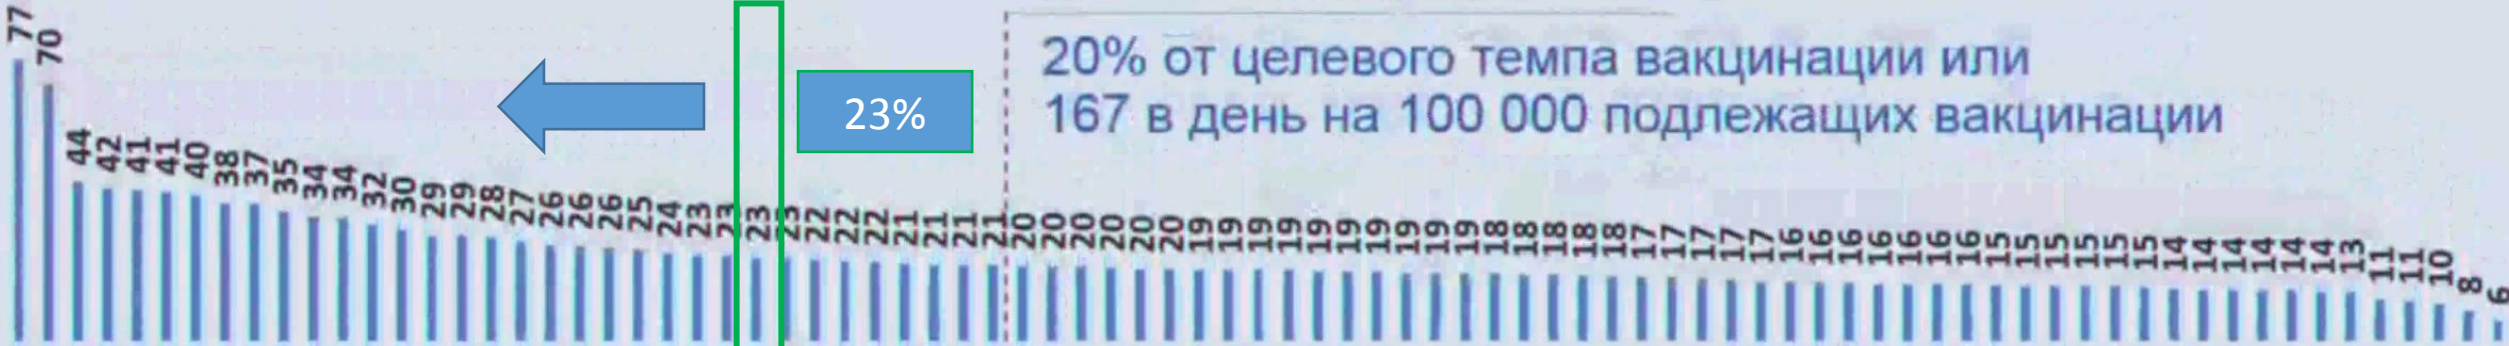 77 70 44 42 41 41 40 38 37 35 34 34 32 30 29 29 28 27 26 26 26 25 24 23 23 23 23 22 22 22 21 21 21 21 20 20 20 20 20 20 19 19 19 19 19 19 19 19 19 19 18 18 18 18 18 17 17 17 17 17 16 16 16 16 16 16 16 15 15 15 15 15 15 14 14 14 14 14 14 13 11 11 10 8 6
23%
20% от целевого темпа вакцинации или
167 в день на 100 000 подлежащих вакцинации